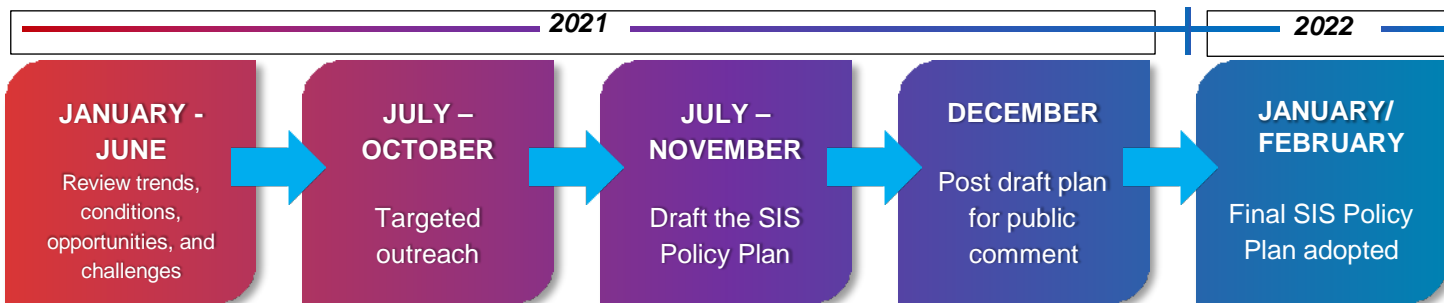 2021
2022
JANUARY -
JUNE
Review trends,
conditions,
opportunities, and
challenges
JULY –
OCTOBER
Targeted
outreach
JULY –
NOVEMBER
Draft the SIS
Policy Plan
DECEMBER
Post draft plan
for public
comment
JANUARY/
FEBRUARY
Final SIS Policy
Plan adopted